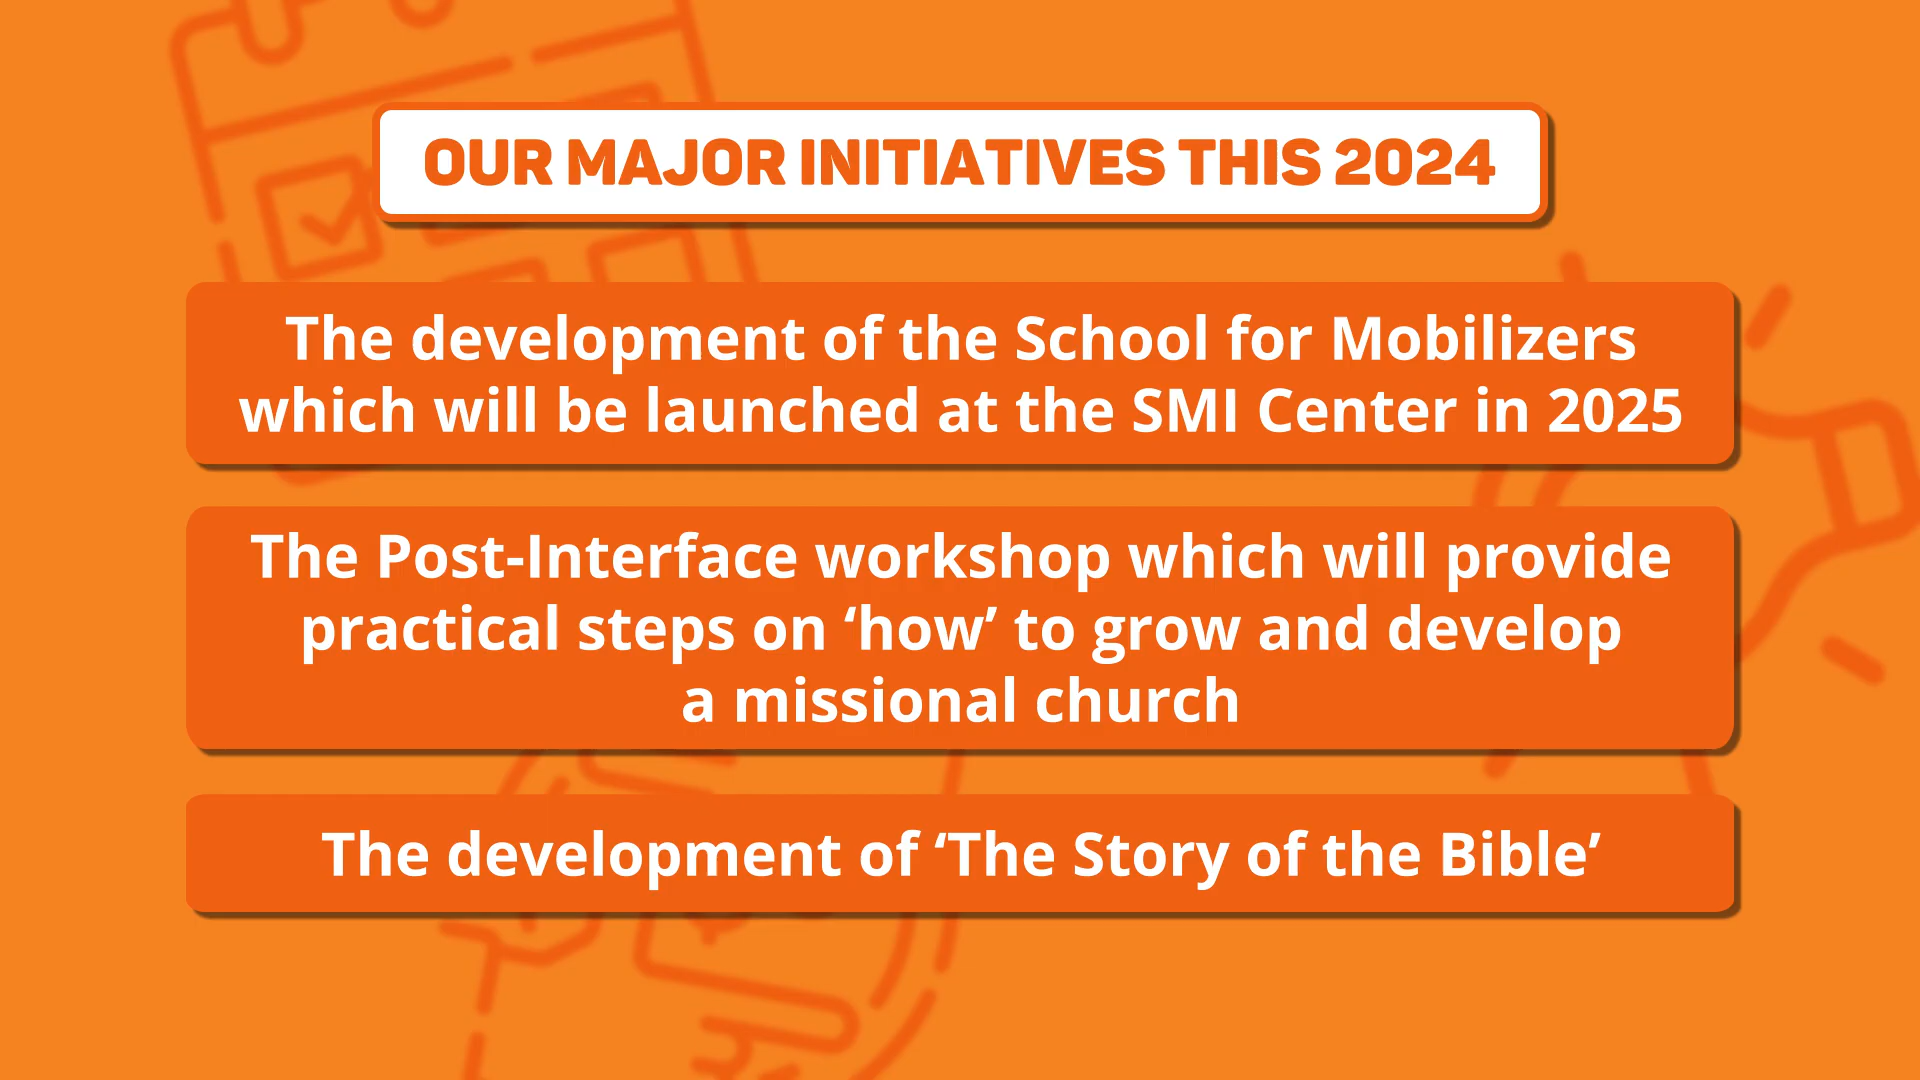 OUR MAJOR INITIATIVES THIS 2024
The development of the School for Mobilizers
which will be launched at the SMI Center in 2025
The Post-Interface workshop which will provide
practical steps on ‘how’ to grow and develop
a missional church
The development of ‘The Story of the Bible’